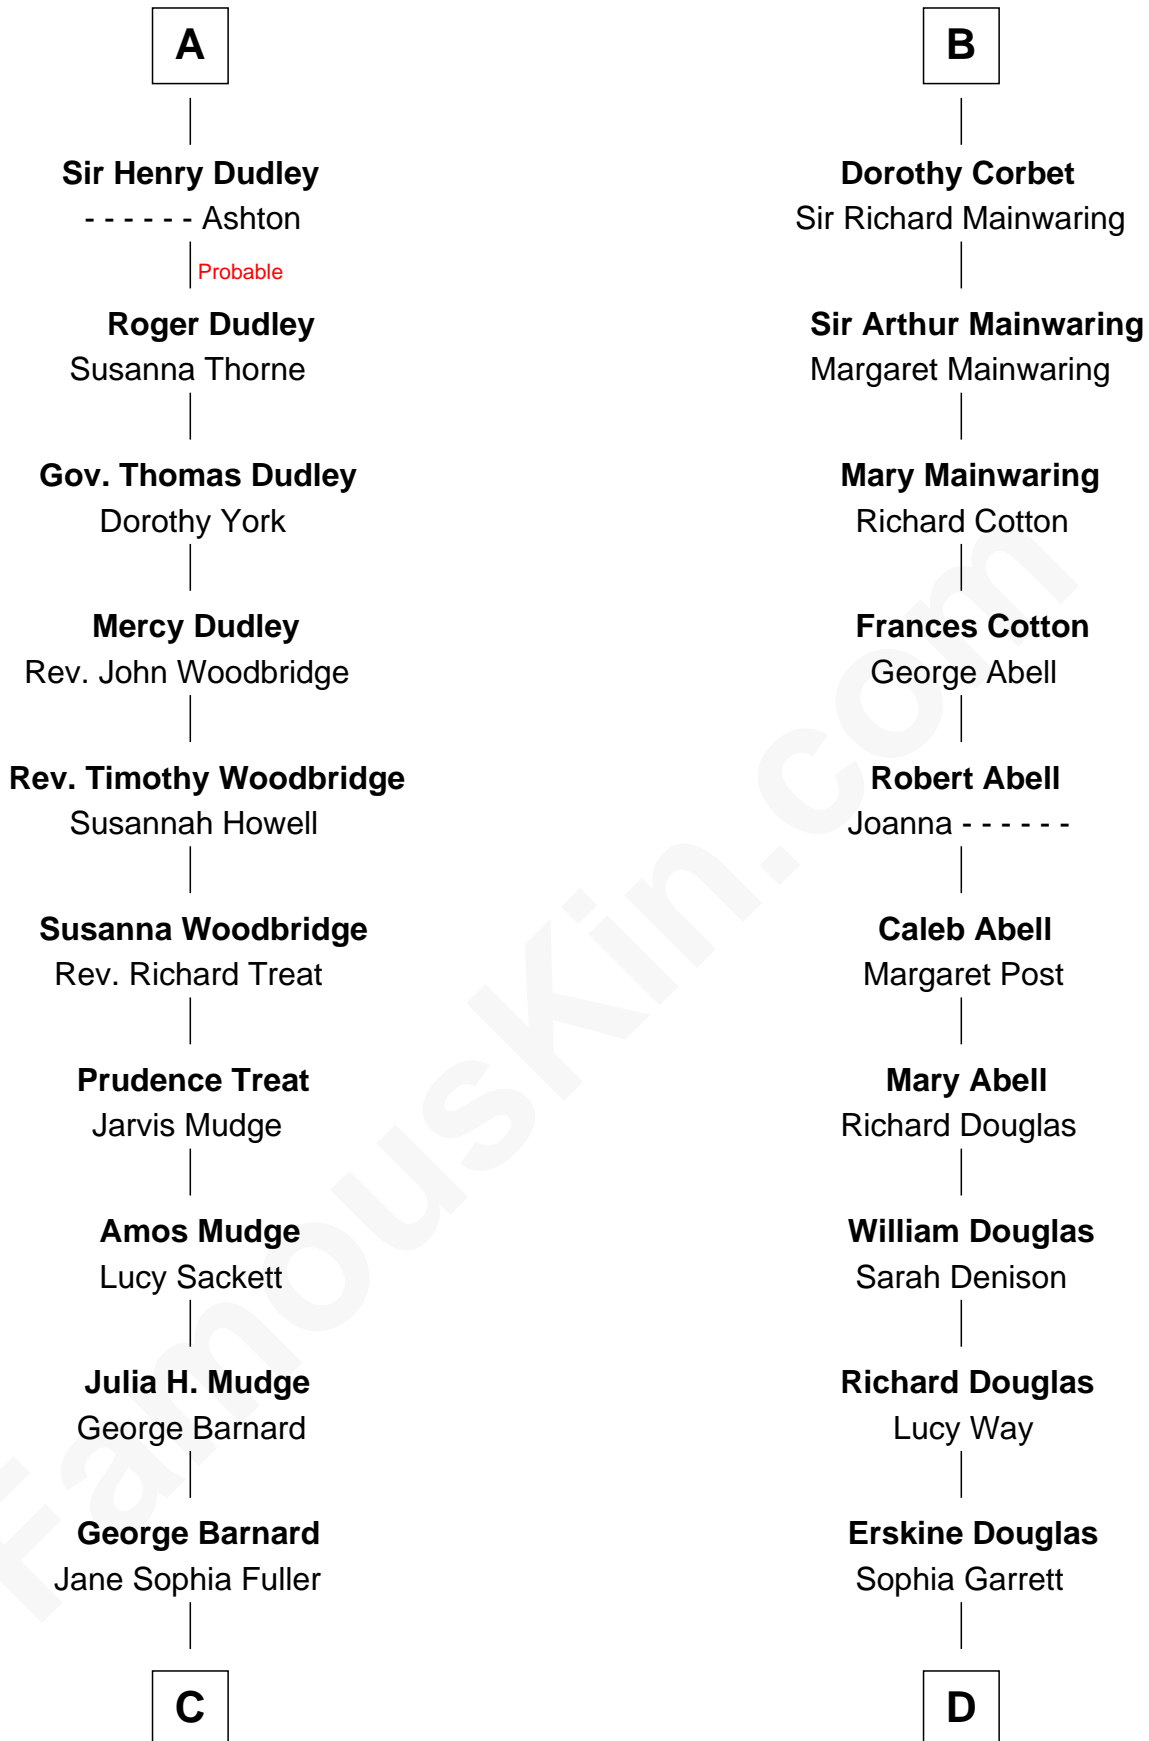 A
Sir Henry Dudley
- - - - - - Ashton
Probable
Roger Dudley
Susanna Thorne
Gov. Thomas Dudley
Dorothy York
Mercy Dudley
Rev. John Woodbridge
Rev. Timothy Woodbridge
Susannah Howell
Susanna Woodbridge
Rev. Richard Treat
Prudence Treat
Jarvis Mudge
Amos Mudge
Lucy Sackett
Julia H. Mudge
George Barnard
George Barnard
Jane Sophia Fuller
C
B
Dorothy Corbet
Sir Richard Mainwaring
Sir Arthur Mainwaring
Margaret Mainwaring
Mary Mainwaring
Richard Cotton
Frances Cotton
George Abell
Robert Abell
Joanna - - - - - -
Caleb Abell
Margaret Post
Mary Abell
Richard Douglas
William Douglas
Sarah Denison
Richard Douglas
Lucy Way
Erskine Douglas
Sophia Garrett
D
FamousKin.com